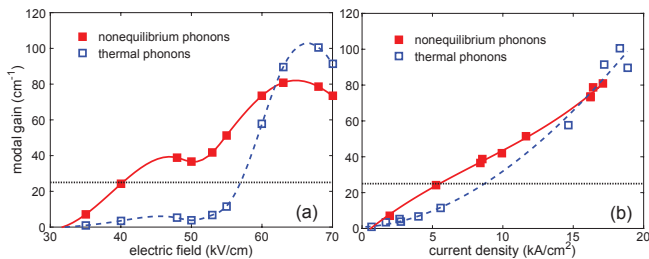 120
100
80
60
40
20
0
modal gain (cm⁻¹)
nonequilibrium phonons
thermal phonons
(a)
30 40 50 60 70
electric field (kV/cm)
120
100
80
60
40
20
0
nonequilibrium phonons
thermal phonons
(b)
0 5 10 15 20
current density (kA/cm²)